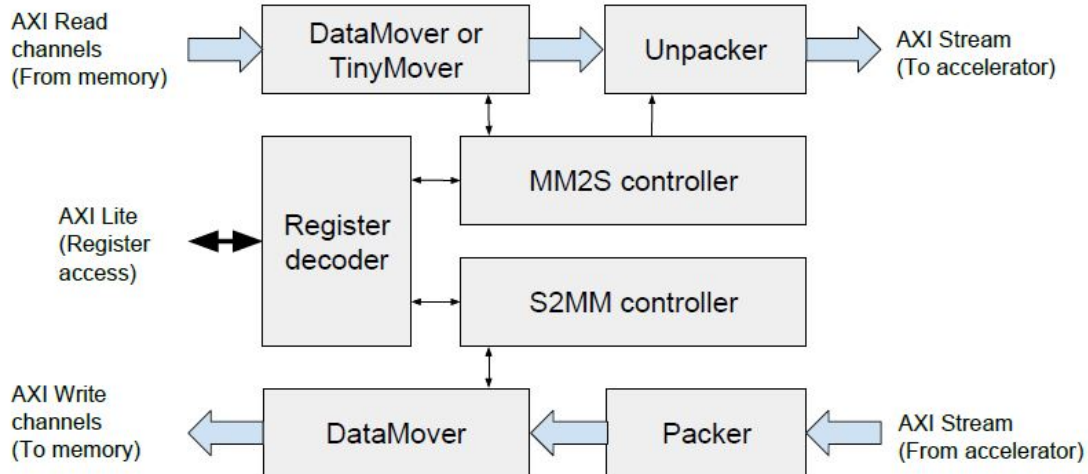 AXI Read
channels
(From memory)
DataMover or
TinyMover
Unpacker
AXI Stream
(To accelerator)
MM2S controller
AXI Lite
(Register
access)
Register
decoder
S2MM controller
AXI Write
channels
(To memory)
DataMover
Packer
AXI Stream
(From accelerator)